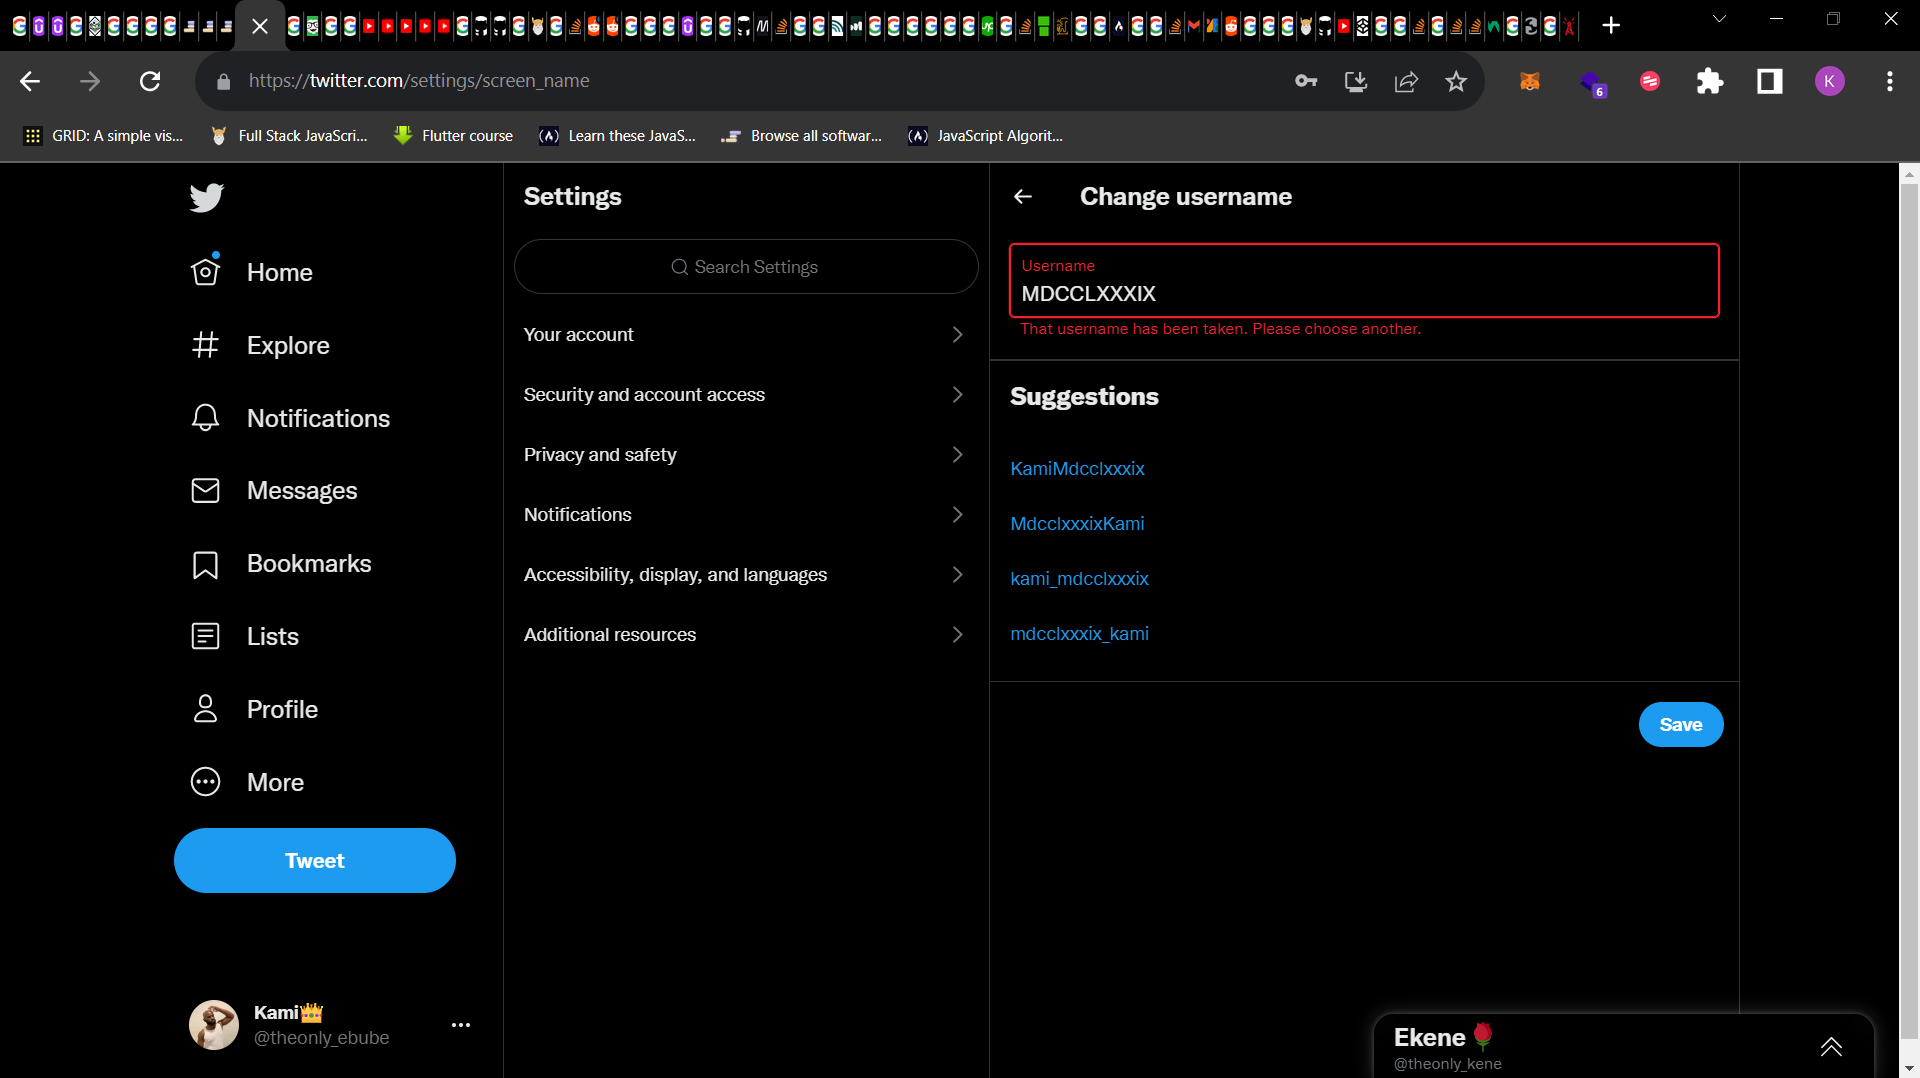 https://twitter.com/settings/screen_name
6
K
GRID: A simple vis...
Full Stack JavaScri...
Flutter course
Learn these JavaS...
Browse all softwar...
JavaScript Algorit...
Home
Explore
Notifications
Messages
Bookmarks
Lists
Profile
More
Tweet
Kami
@theonly_ebube
Settings
Search Settings
Your account
Security and account access
Privacy and safety
Notifications
Accessibility, display, and languages
Additional resources
Change username
Username
MDCCLXXXIX
That username has been taken. Please choose another.
Suggestions
KamiMdcclxxxix
MdcclxxxixKami
kami_mdcclxxxix
mdcclxxxix_kami
Save
Ekene
@theonly_kene